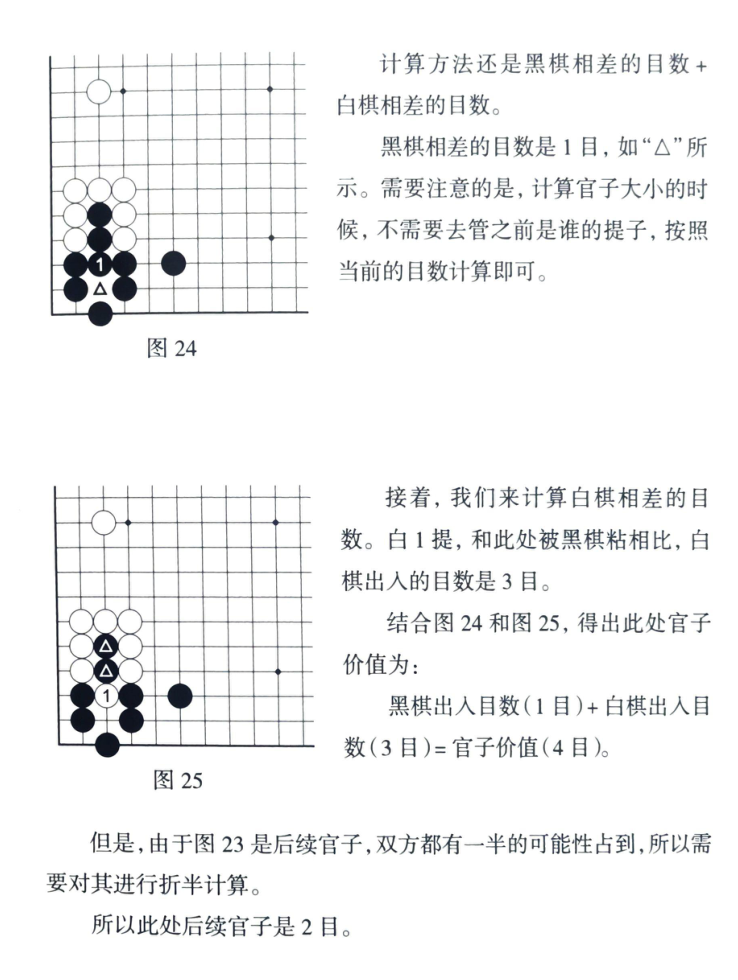 计算方法还是黑棋相差的目数+
白棋相差的目数。
黑棋相差的目数是1目，如“△”所
示。需要注意的是，计算官子大小的时
候，不需要去管之前是谁的提子，按照
当前的目数计算即可。
1
△
图 24
接着，我们来计算白棋相差的目
数。白1提，和此处被黑棋粘相比，白
棋出入的目数是3目。
结合图24和图25，得出此处官子
价值为：
黑棋出入目数(1目)+白棋出入目
数(3目)=官子价值(4目)。
△
△
1
图 25
但是，由于图23是后续官子，双方都有一半的可能性占到，所以需
要对其进行折半计算。
所以此处后续官子是2目。